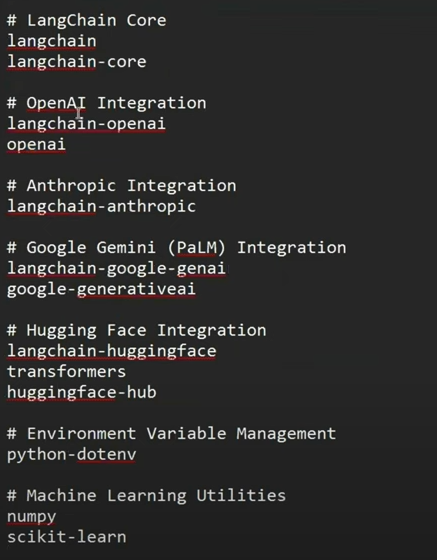 # LangChain Core
langchain
langchain-core
# OpenAI Integration
langchain-openai
openai
# Anthropic Integration
langchain-anthropic
# Google Gemini (PaLM) Integration
langchain-google-genai
google-generativeai
# Hugging Face Integration
langchain-huggingface
transformers
huggingface-hub
# Environment Variable Management
python-dotenv
# Machine Learning Utilities
numpy
scikit-learn